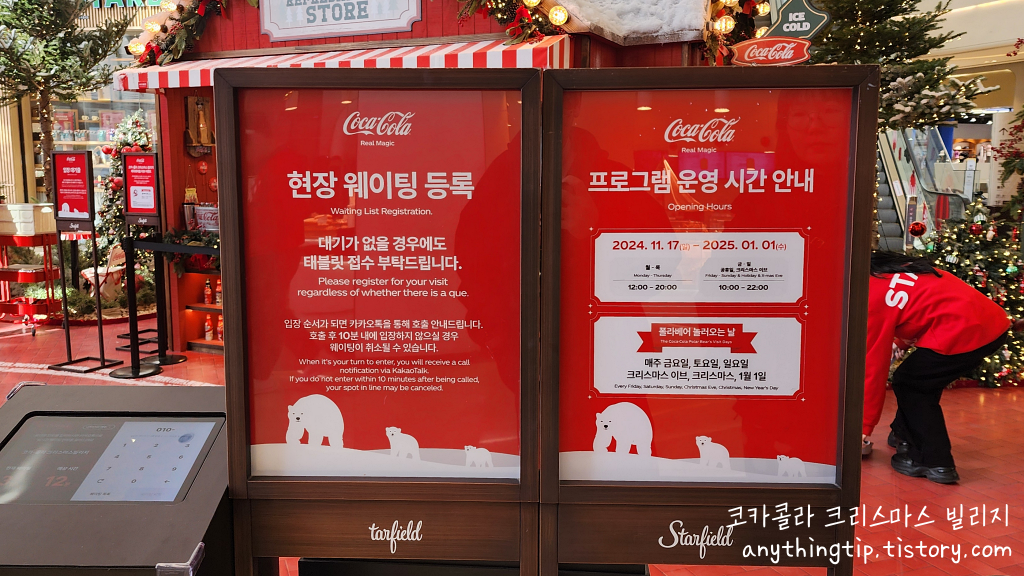 STORE
ICE
COLD
Coca-Cola
Coca-Cola
Real Magic
현장 웨이팅 등록
Waiting List Registration.
대기가 없을 경우에도
태블릿 접수 부탁드립니다.
Please register for your visit
regardless of whether there is a que.
입장 순서가 되면 카카오톡을 통해 호출 안내드립니다.
호출 후 10분 내에 입장하지 않으실 경우
웨이팅이 취소될 수 있습니다.
When it's your turn to enter, you will receive a call
notification via KakaoTalk.
If you do not enter within 10 minutes after being called,
your spot in line may be canceled.
tarfield
Coca-Cola
Real Magic
프로그램 운영 시간 안내
Opening Hours
2024. 11. 17(일) - 2025. 01. 01(수)
월 - 목
Monday - Thursday
12:00 - 20:00
금 - 일
공휴일, 크리스마스 이브
Friday - Sunday & Holiday & X-mas Eve
10:00 - 22:00
폴라베어 놀러오는 날
The Coca-Cola Polar Bear's Visit Days
매주 금요일, 토요일, 일요일
크리스마스 이브, 크리스마스, 1월 1일
Every Friday, Saturday, Sunday, Christmas Eve, Christmas, New Year's Day
Starfield
010-
STA
코카콜라 크리스마스 빌리지
anythingtip.tistory.com